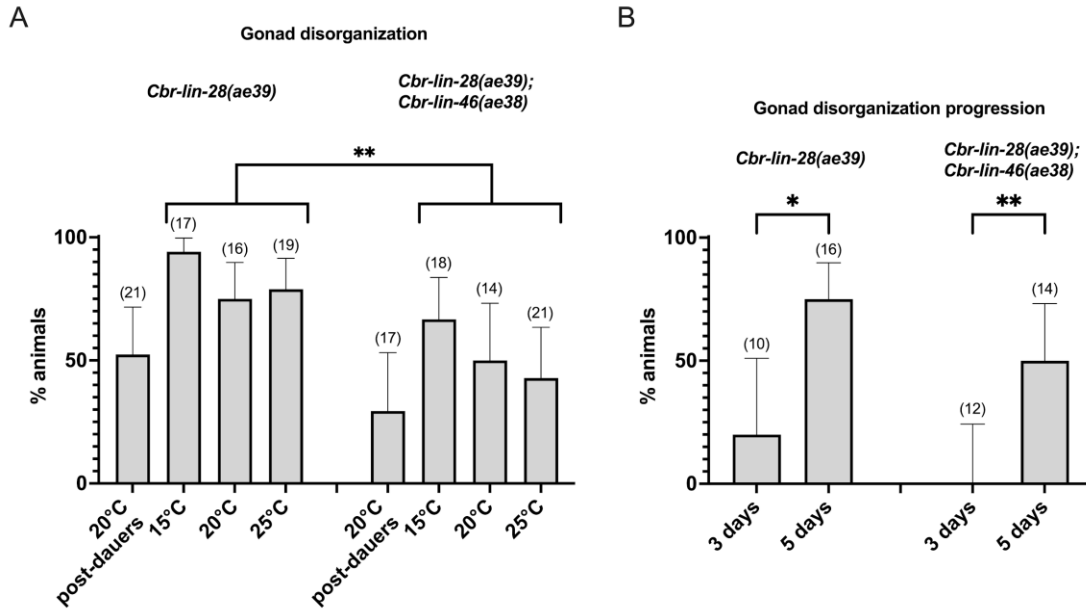 A
Gonad disorganization
Cbr-lin-28(ae39)
Cbr-lin-28(ae39);
Cbr-lin-46(ae38)
**
% animals
100
50
0
(21)
(17)
(16)
(19)
(17)
(18)
(14)
(21)
20°C
post-dauers
15°C
20°C
25°C
20°C
post-dauers
15°C
20°C
25°C
B
Gonad disorganization progression
Cbr-lin-28(ae39)
Cbr-lin-28(ae39);
Cbr-lin-46(ae38)
*
**
% animals
100
50
0
(10)
(16)
(12)
(14)
3 days
5 days
3 days
5 days